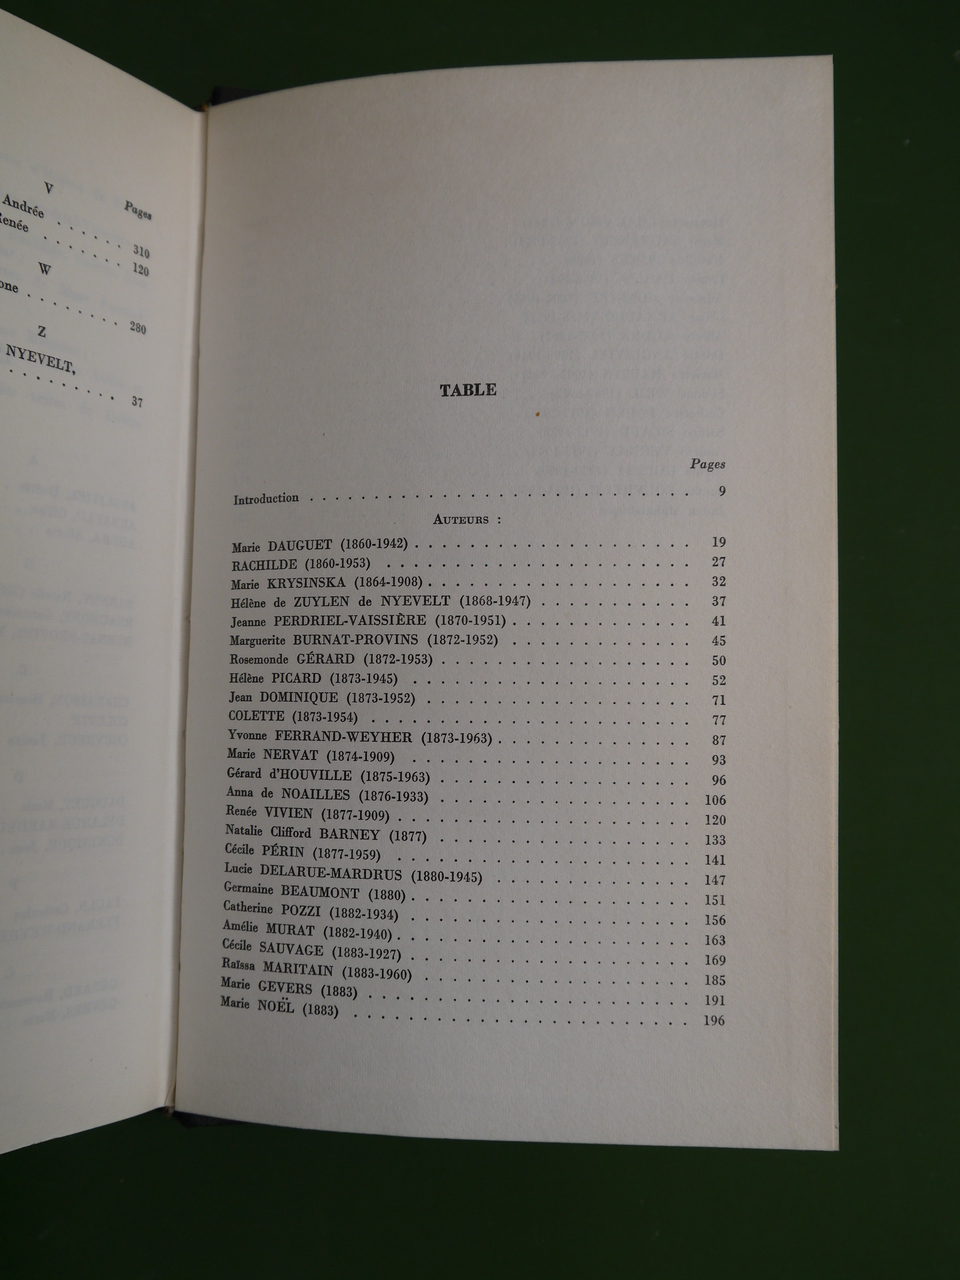 V
Pages
Andrée . . . . . . 310
Renée . . . . . . . 120
W
one . . . . . . . . 280
Z
NYEVELT,
. . . . . . . . . . 37
TABLE
Pages
Introduction . . . . . . . . . . . . . . . . . . . . . . . . . . . . . . 9
AUTEURS :
Marie DAUGUET (1860-1942) . . . . . . . . . . . . . . . . . . . . . 19
RACHILDE (1860-1953) . . . . . . . . . . . . . . . . . . . . . . . 27
Marie KRYSINSKA (1864-1908) . . . . . . . . . . . . . . . . . . . . 32
Hélène de ZUYLEN de NYEVELT (1868-1947) . . . . . . . . . . . . 37
Jeanne PERDRIEL-VAISSIÈRE (1870-1951) . . . . . . . . . . . . . . 41
Marguerite BURNAT-PROVINS (1872-1952) . . . . . . . . . . . . . . 45
Rosemonde GÉRARD (1872-1953) . . . . . . . . . . . . . . . . . . . 50
Hélène PICARD (1873-1945) . . . . . . . . . . . . . . . . . . . . . 52
Jean DOMINIQUE (1873-1952) . . . . . . . . . . . . . . . . . . . . 71
COLETTE (1873-1954) . . . . . . . . . . . . . . . . . . . . . . . . 77
Yvonne FERRAND-WEYHER (1873-1963) . . . . . . . . . . . . . . . 87
Marie NERVAT (1874-1909) . . . . . . . . . . . . . . . . . . . . . 93
Gérard d'HOUVILLE (1875-1963) . . . . . . . . . . . . . . . . . . . 96
Anna de NOAILLES (1876-1933) . . . . . . . . . . . . . . . . . . . 106
Renée VIVIEN (1877-1909) . . . . . . . . . . . . . . . . . . . . . . 120
Natalie Clifford BARNEY (1877) . . . . . . . . . . . . . . . . . . . 133
Cécile PÉRIN (1877-1959) . . . . . . . . . . . . . . . . . . . . . . 141
Lucie DELARUE-MARDRUS (1880-1945) . . . . . . . . . . . . . . . 147
Germaine BEAUMONT (1880) . . . . . . . . . . . . . . . . . . . . . 151
Catherine POZZI (1882-1934) . . . . . . . . . . . . . . . . . . . . . 156
Amélie MURAT (1882-1940) . . . . . . . . . . . . . . . . . . . . . . 163
Cécile SAUVAGE (1883-1927) . . . . . . . . . . . . . . . . . . . . . 169
Raïssa MARITAIN (1883-1960) . . . . . . . . . . . . . . . . . . . . 185
Marie GEVERS (1883) . . . . . . . . . . . . . . . . . . . . . . . . 191
Marie NOËL (1883) . . . . . . . . . . . . . . . . . . . . . . . . . 196